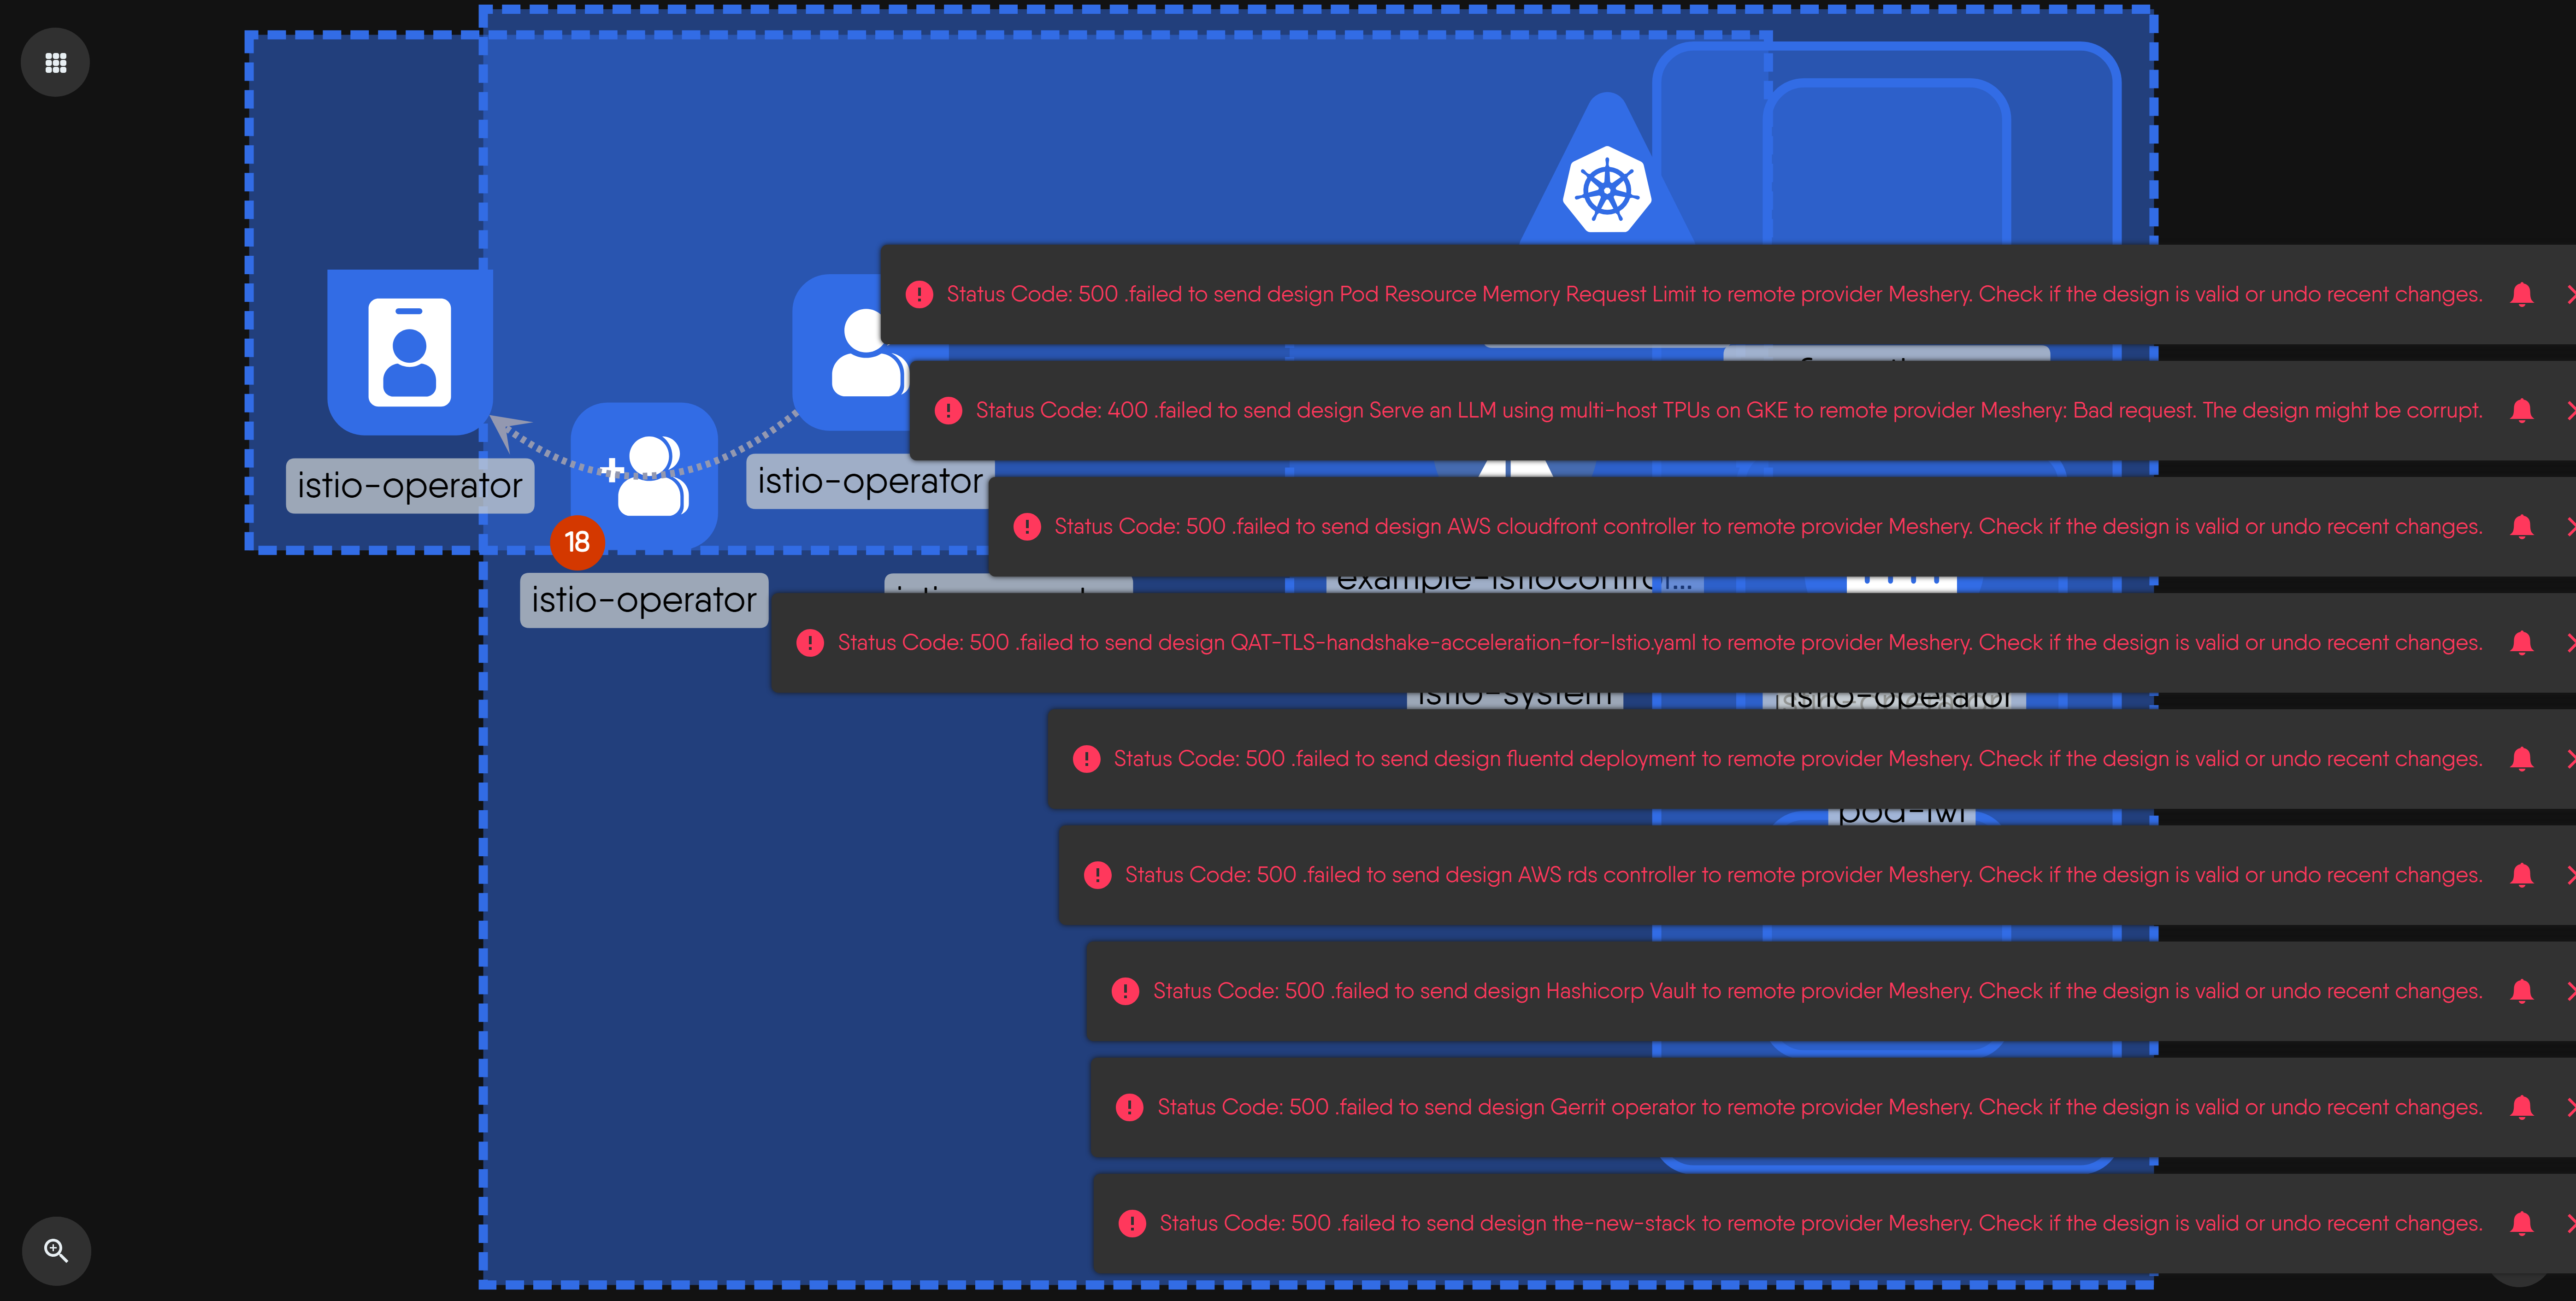 Status Code: 500 .failed to send design Pod Resource Memory Request Limit to remote provider Meshery. Check if the design is valid or undo recent changes.
Status Code: 400 .failed to send design Serve an LLM using multi-host TPUs on GKE to remote provider Meshery: Bad request. The design might be corrupt.
istio-operator
istio-operator
Status Code: 500 .failed to send design AWS cloudfront controller to remote provider Meshery. Check if the design is valid or undo recent changes.
18
example-istiocontrol...
istio-operator
Status Code: 500 .failed to send design QAT-TLS-handshake-acceleration-for-Istio.yaml to remote provider Meshery. Check if the design is valid or undo recent changes.
istio-system
istio-operator
Status Code: 500 .failed to send design fluentd deployment to remote provider Meshery. Check if the design is valid or undo recent changes.
Status Code: 500 .failed to send design AWS rds controller to remote provider Meshery. Check if the design is valid or undo recent changes.
Status Code: 500 .failed to send design Hashicorp Vault to remote provider Meshery. Check if the design is valid or undo recent changes.
Status Code: 500 .failed to send design Gerrit operator to remote provider Meshery. Check if the design is valid or undo recent changes.
Status Code: 500 .failed to send design the-new-stack to remote provider Meshery. Check if the design is valid or undo recent changes.